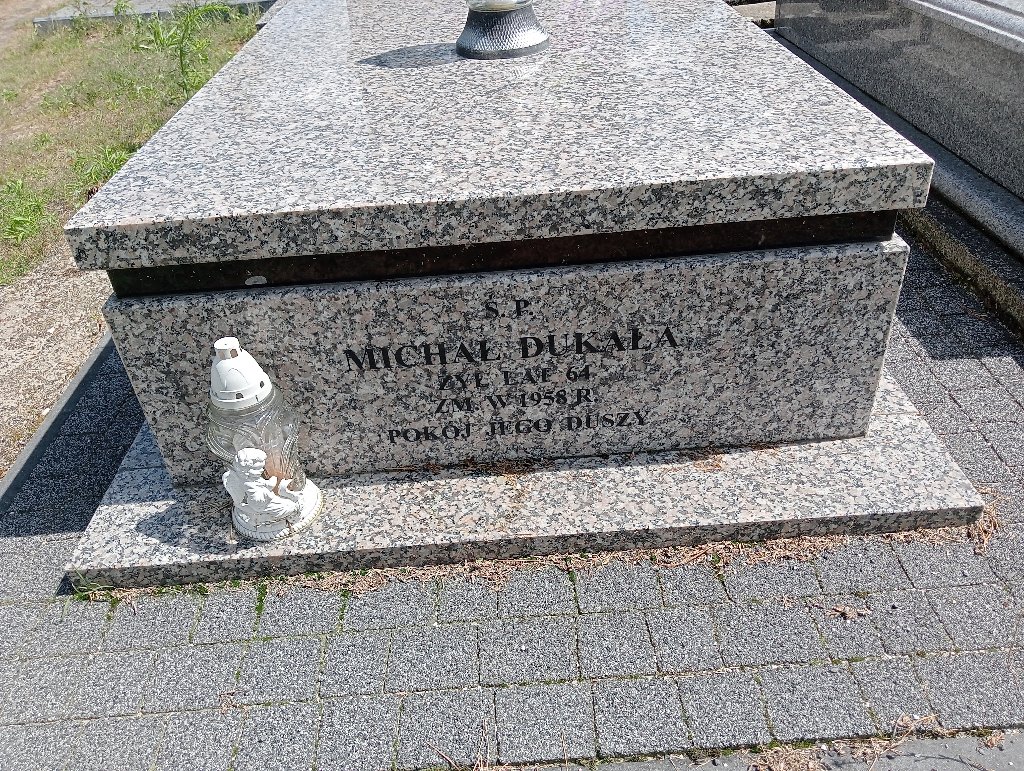 Ś. P.
MICHAŁ DUKAŁA
ŻYŁ LAT 64
ZM. W 1958 R.
POKÓJ JEGO DUSZY